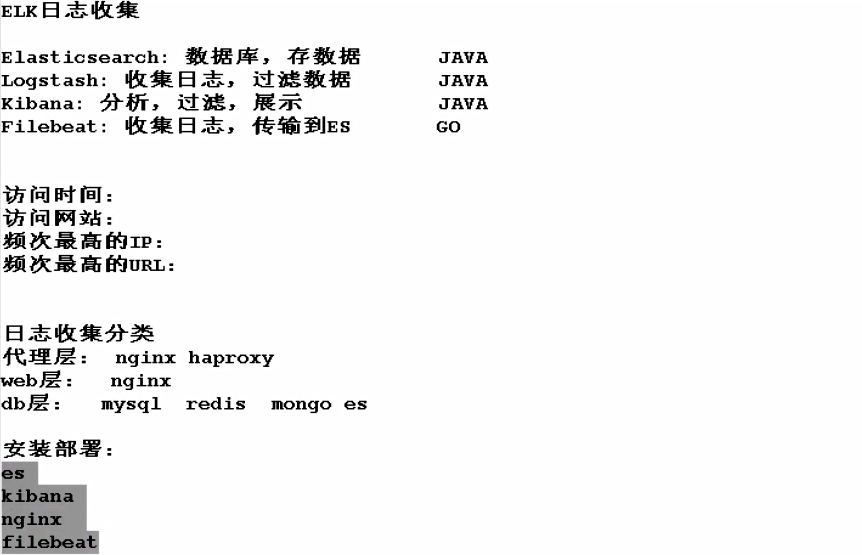 ELK日志收集
Elasticsearch: 数据库，存数据 JAVA
Logstash: 收集日志，过滤数据 JAVA
Kibana: 分析，过滤，展示 JAVA
Filebeat: 收集日志，传输到ES GO
访问时间：
访问网站：
频次最高的IP：
频次最高的URL：
日志收集分类
代理层： nginx haproxy
web层： nginx
db层： mysql redis mongo es
安装部署：
es
kibana
nginx
filebeat